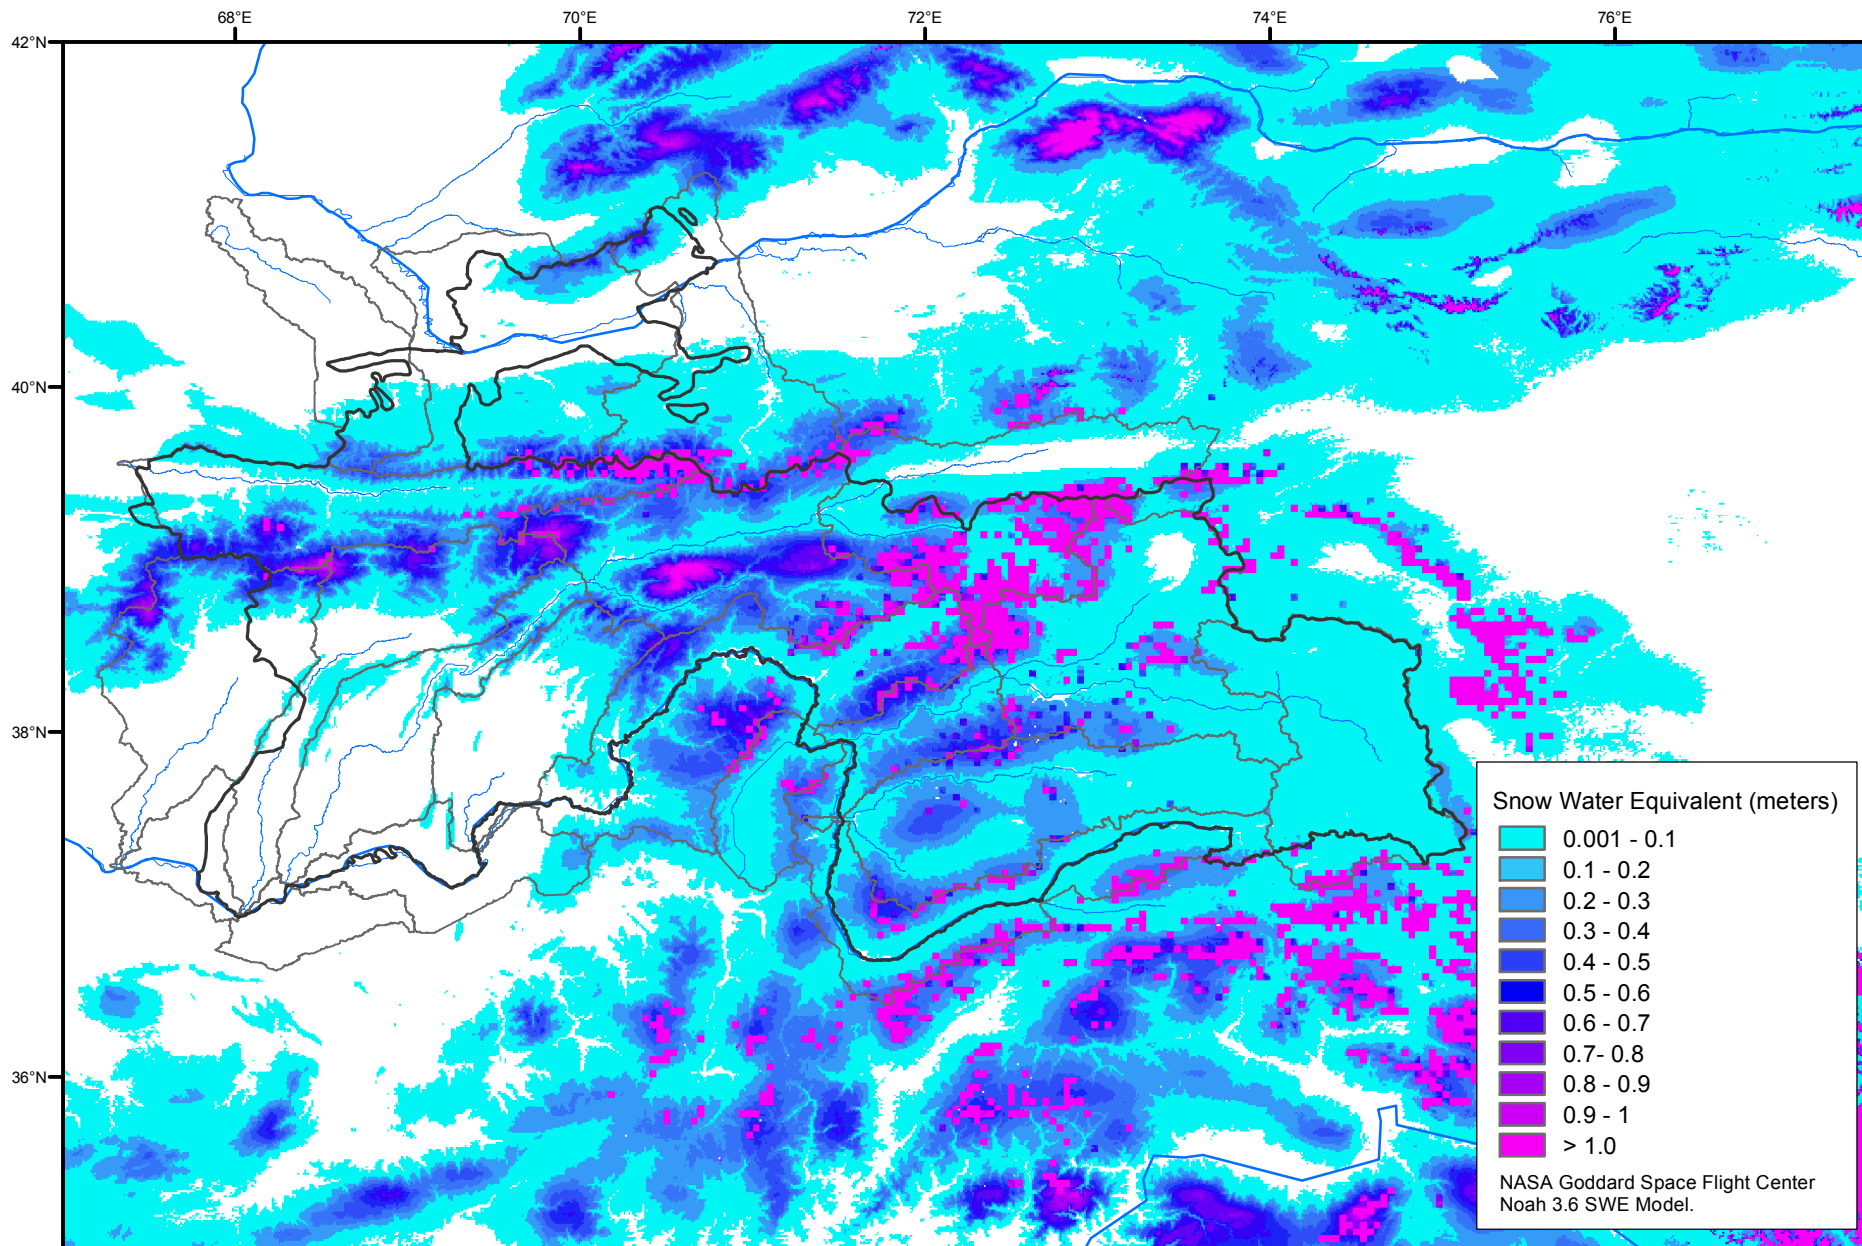 68°E 70°E 72°E 74°E 76°E
42°N
40°N
38°N
36°N
Snow Water Equivalent (meters)
0.001 - 0.1
0.1 - 0.2
0.2 - 0.3
0.3 - 0.4
0.4 - 0.5
0.5 - 0.6
0.6 - 0.7
0.7- 0.8
0.8 - 0.9
0.9 - 1
> 1.0
NASA Goddard Space Flight Center
Noah 3.6 SWE Model.